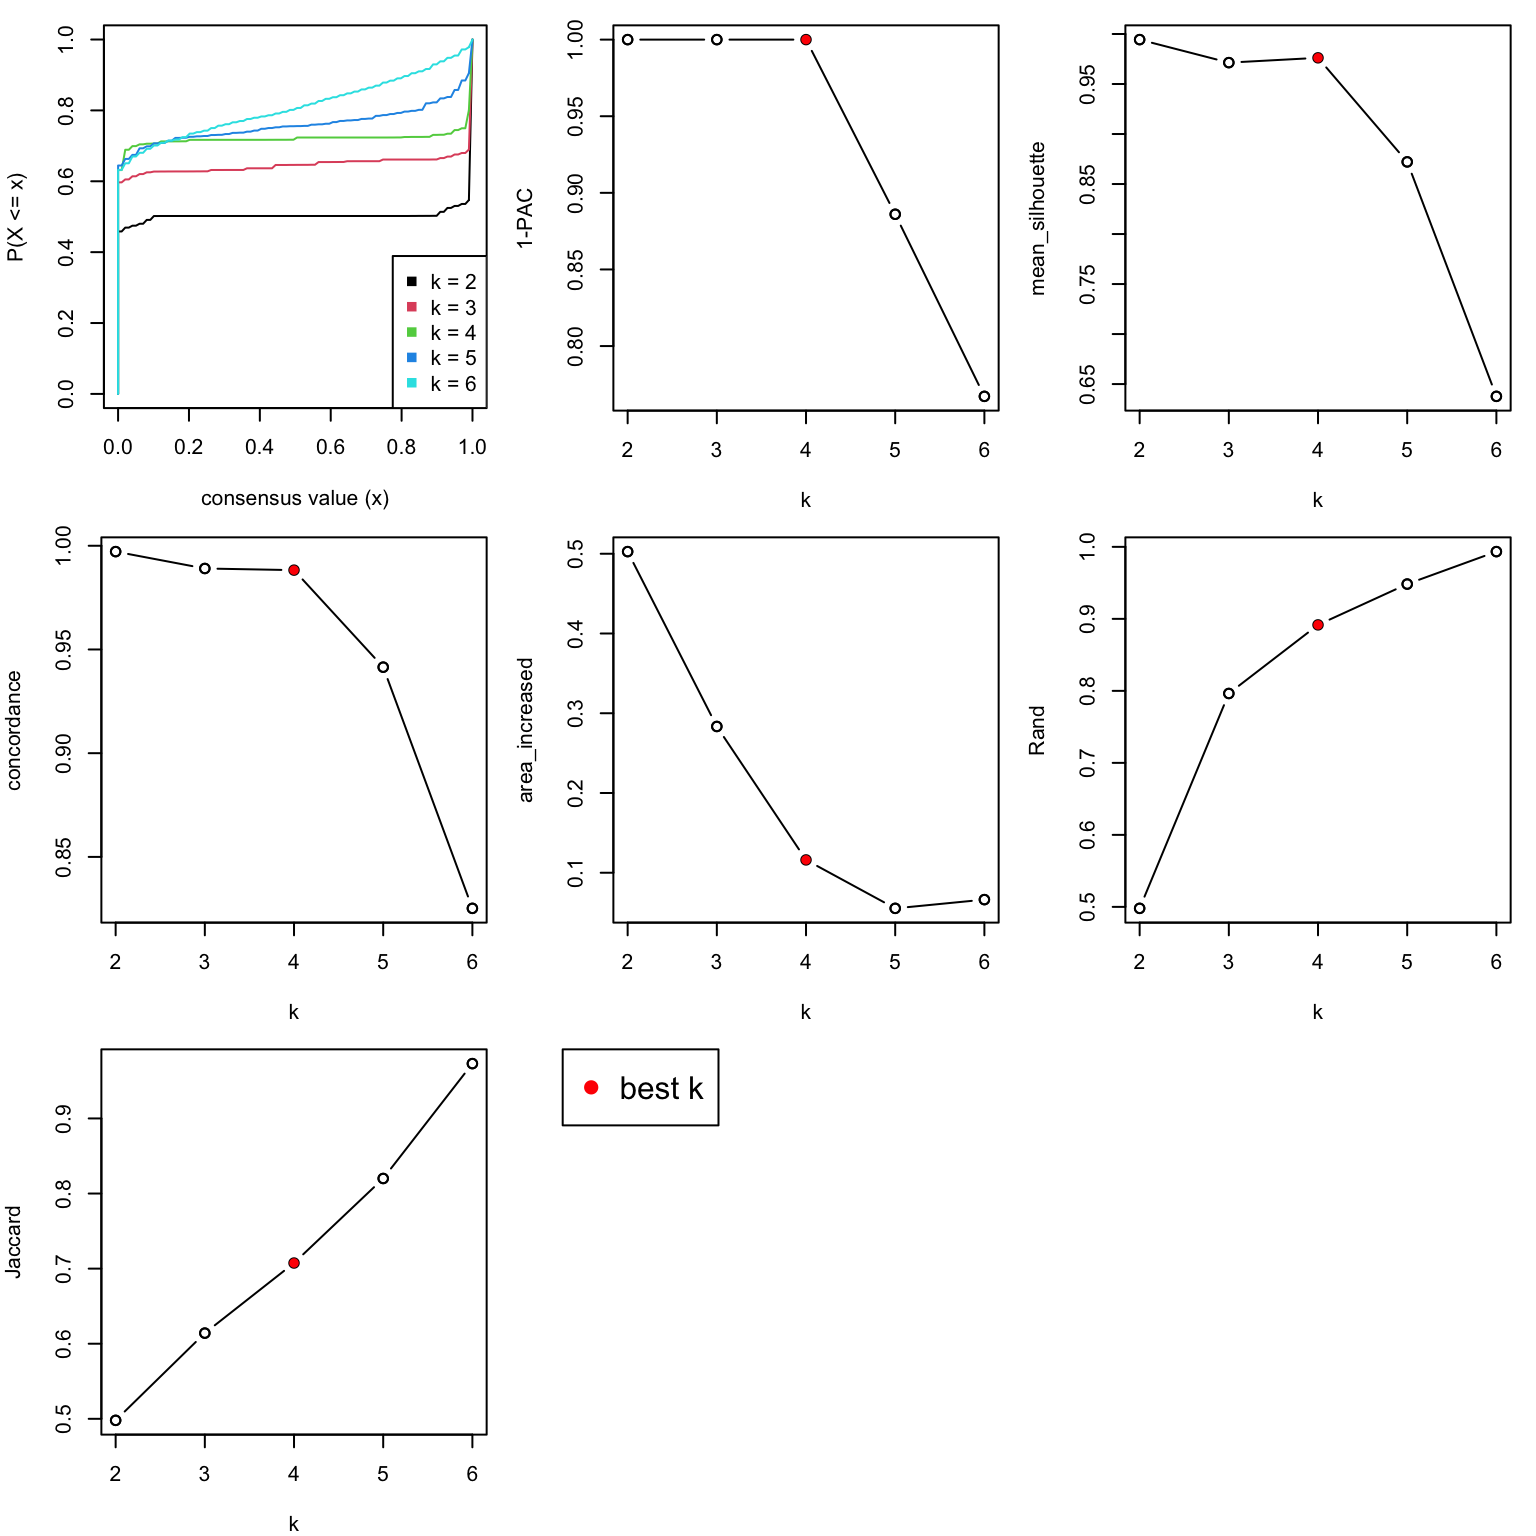 P(X <= x)
1.0
0.8
0.6
0.4
0.2
0.0
k = 2
k = 3
k = 4
k = 5
k = 6
0.0 0.2 0.4 0.6 0.8 1.0
consensus value (x)
1-PAC
1.00
0.95
0.90
0.85
0.80
2 3 4 5 6
k
mean_silhouette
0.95
0.85
0.75
0.65
2 3 4 5 6
k
concordance
1.00
0.95
0.90
0.85
2 3 4 5 6
k
area_increased
0.5
0.4
0.3
0.2
0.1
2 3 4 5 6
k
Rand
1.0
0.9
0.8
0.7
0.6
0.5
2 3 4 5 6
k
Jaccard
0.9
0.8
0.7
0.6
0.5
2 3 4 5 6
k
best k